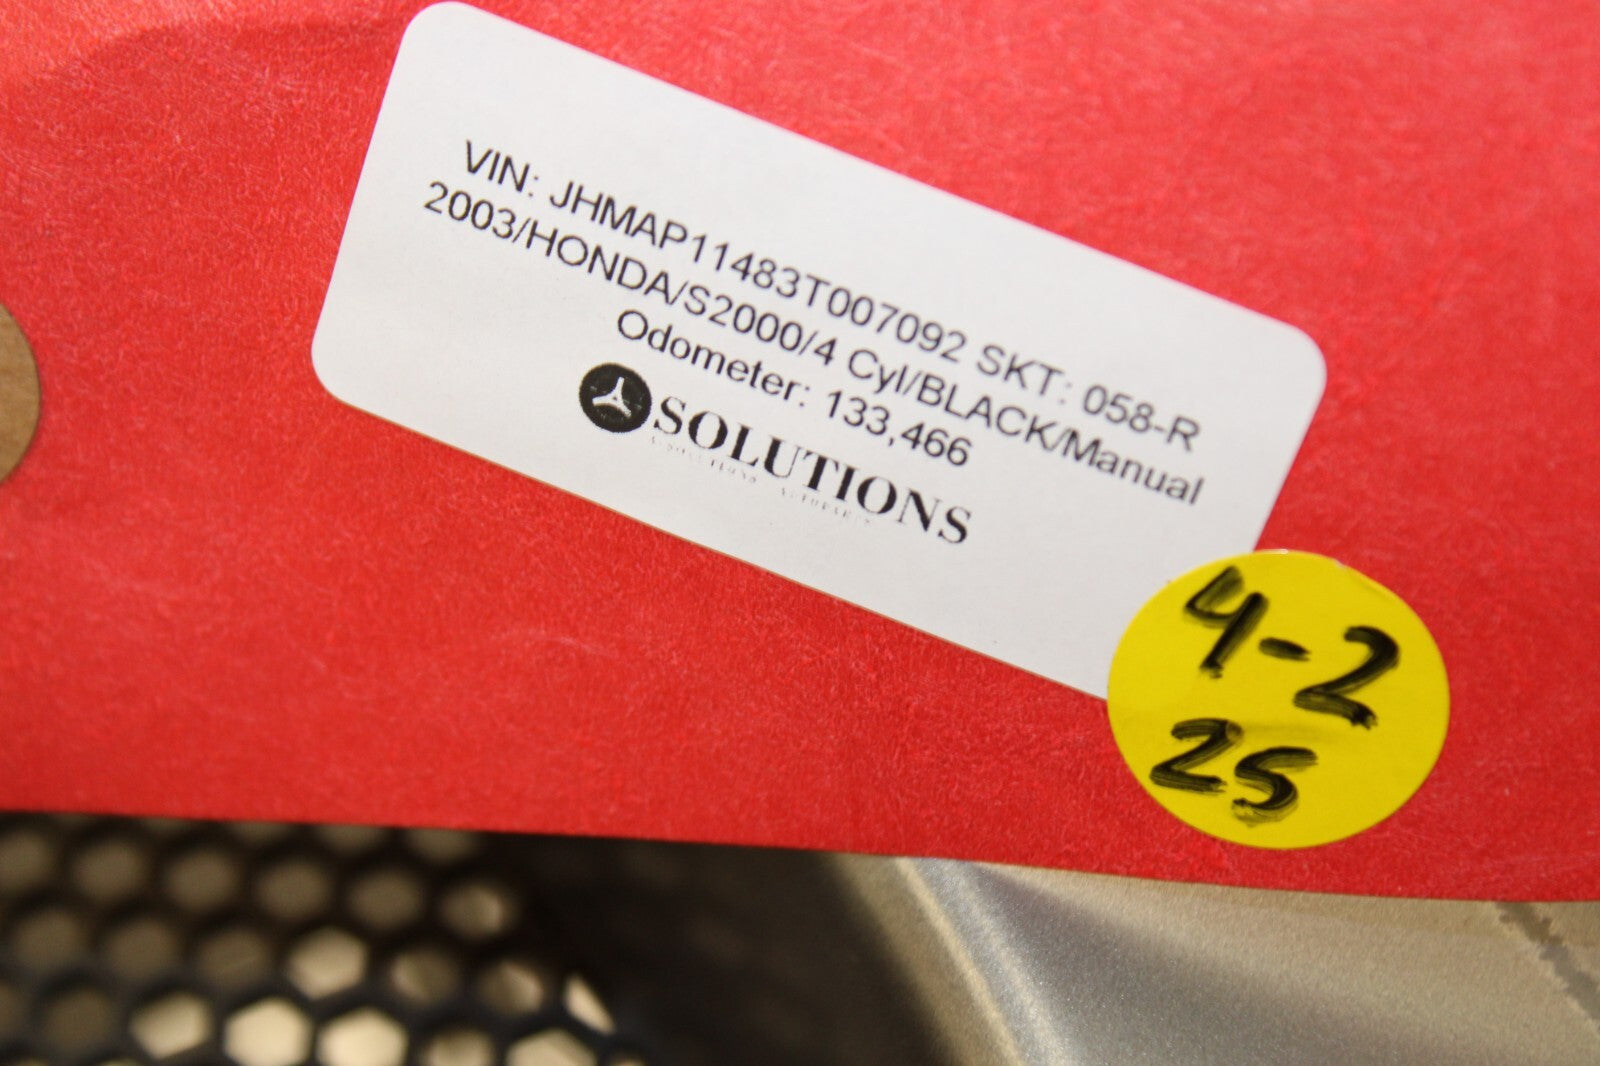 VIN: JHMAP11483T007092 SKT: 058-R
2003/HONDA/S2000/4 Cyl/BLACK/Manual
Odometer: 133,466
SOLUTIONS
4-2
25